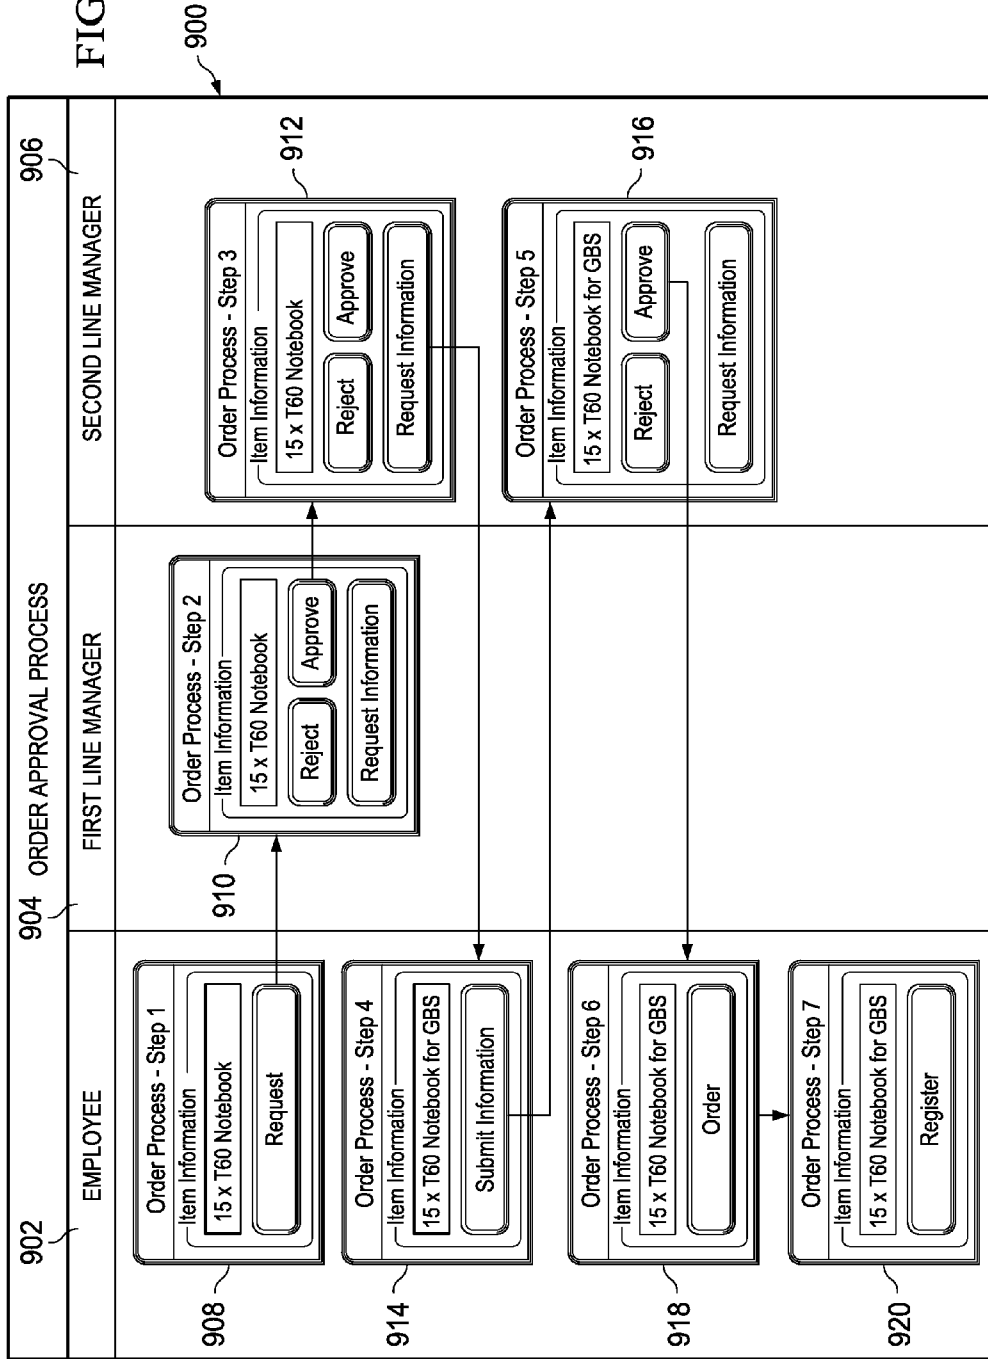 FIG
900
ORDER APPROVAL PROCESS
902
904
906
EMPLOYEE
FIRST LINE MANAGER
SECOND LINE MANAGER
908
Order Process - Step 1
Item Information
15 x T60 Notebook
Request
910
Order Process - Step 2
Item Information
15 x T60 Notebook
Reject
Approve
Request Information
912
Order Process - Step 3
Item Information
15 x T60 Notebook
Reject
Approve
Request Information
914
Order Process - Step 4
Item Information
15 x T60 Notebook for GBS
Submit Information
916
Order Process - Step 5
Item Information
15 x T60 Notebook for GBS
Reject
Approve
Request Information
918
Order Process - Step 6
Item Information
15 x T60 Notebook for GBS
Order
920
Order Process - Step 7
Item Information
15 x T60 Notebook for GBS
Register